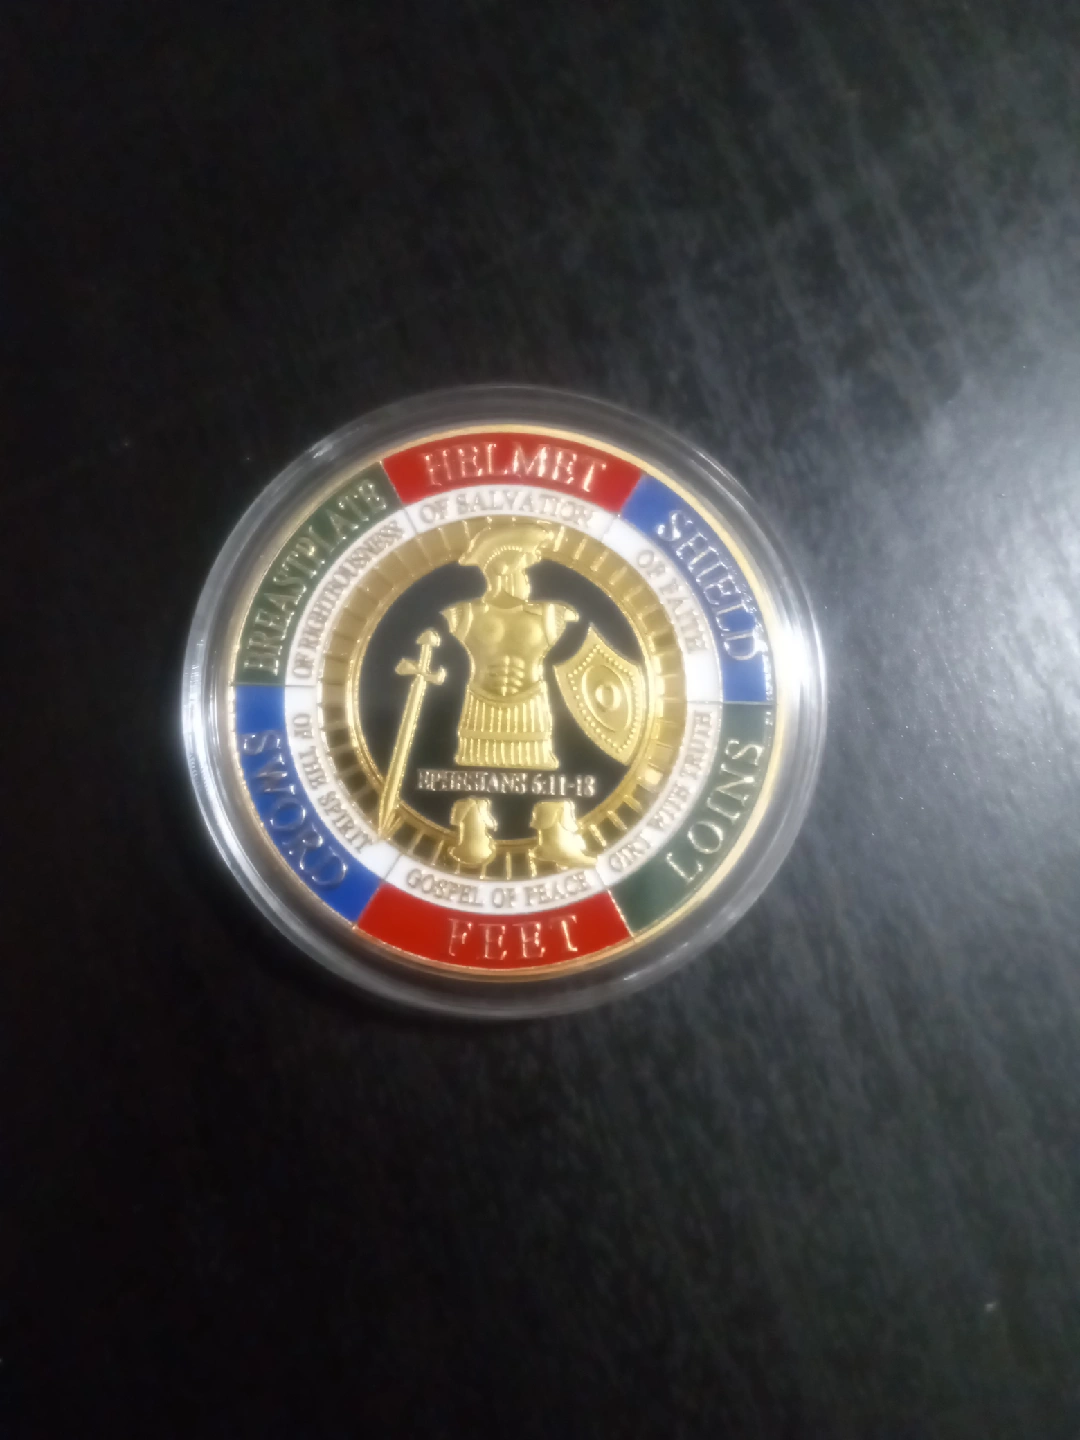 HELMET
OF SALVATION
SHIELD
OF FAITH
LOINS
GIRT WITH TRUTH
FEET
GOSPEL OF PEACE
SWORD
OF THE SPIRIT
BREASTPLATE
OF RIGHTEOUSNESS
EPHESIANS 6:11-18